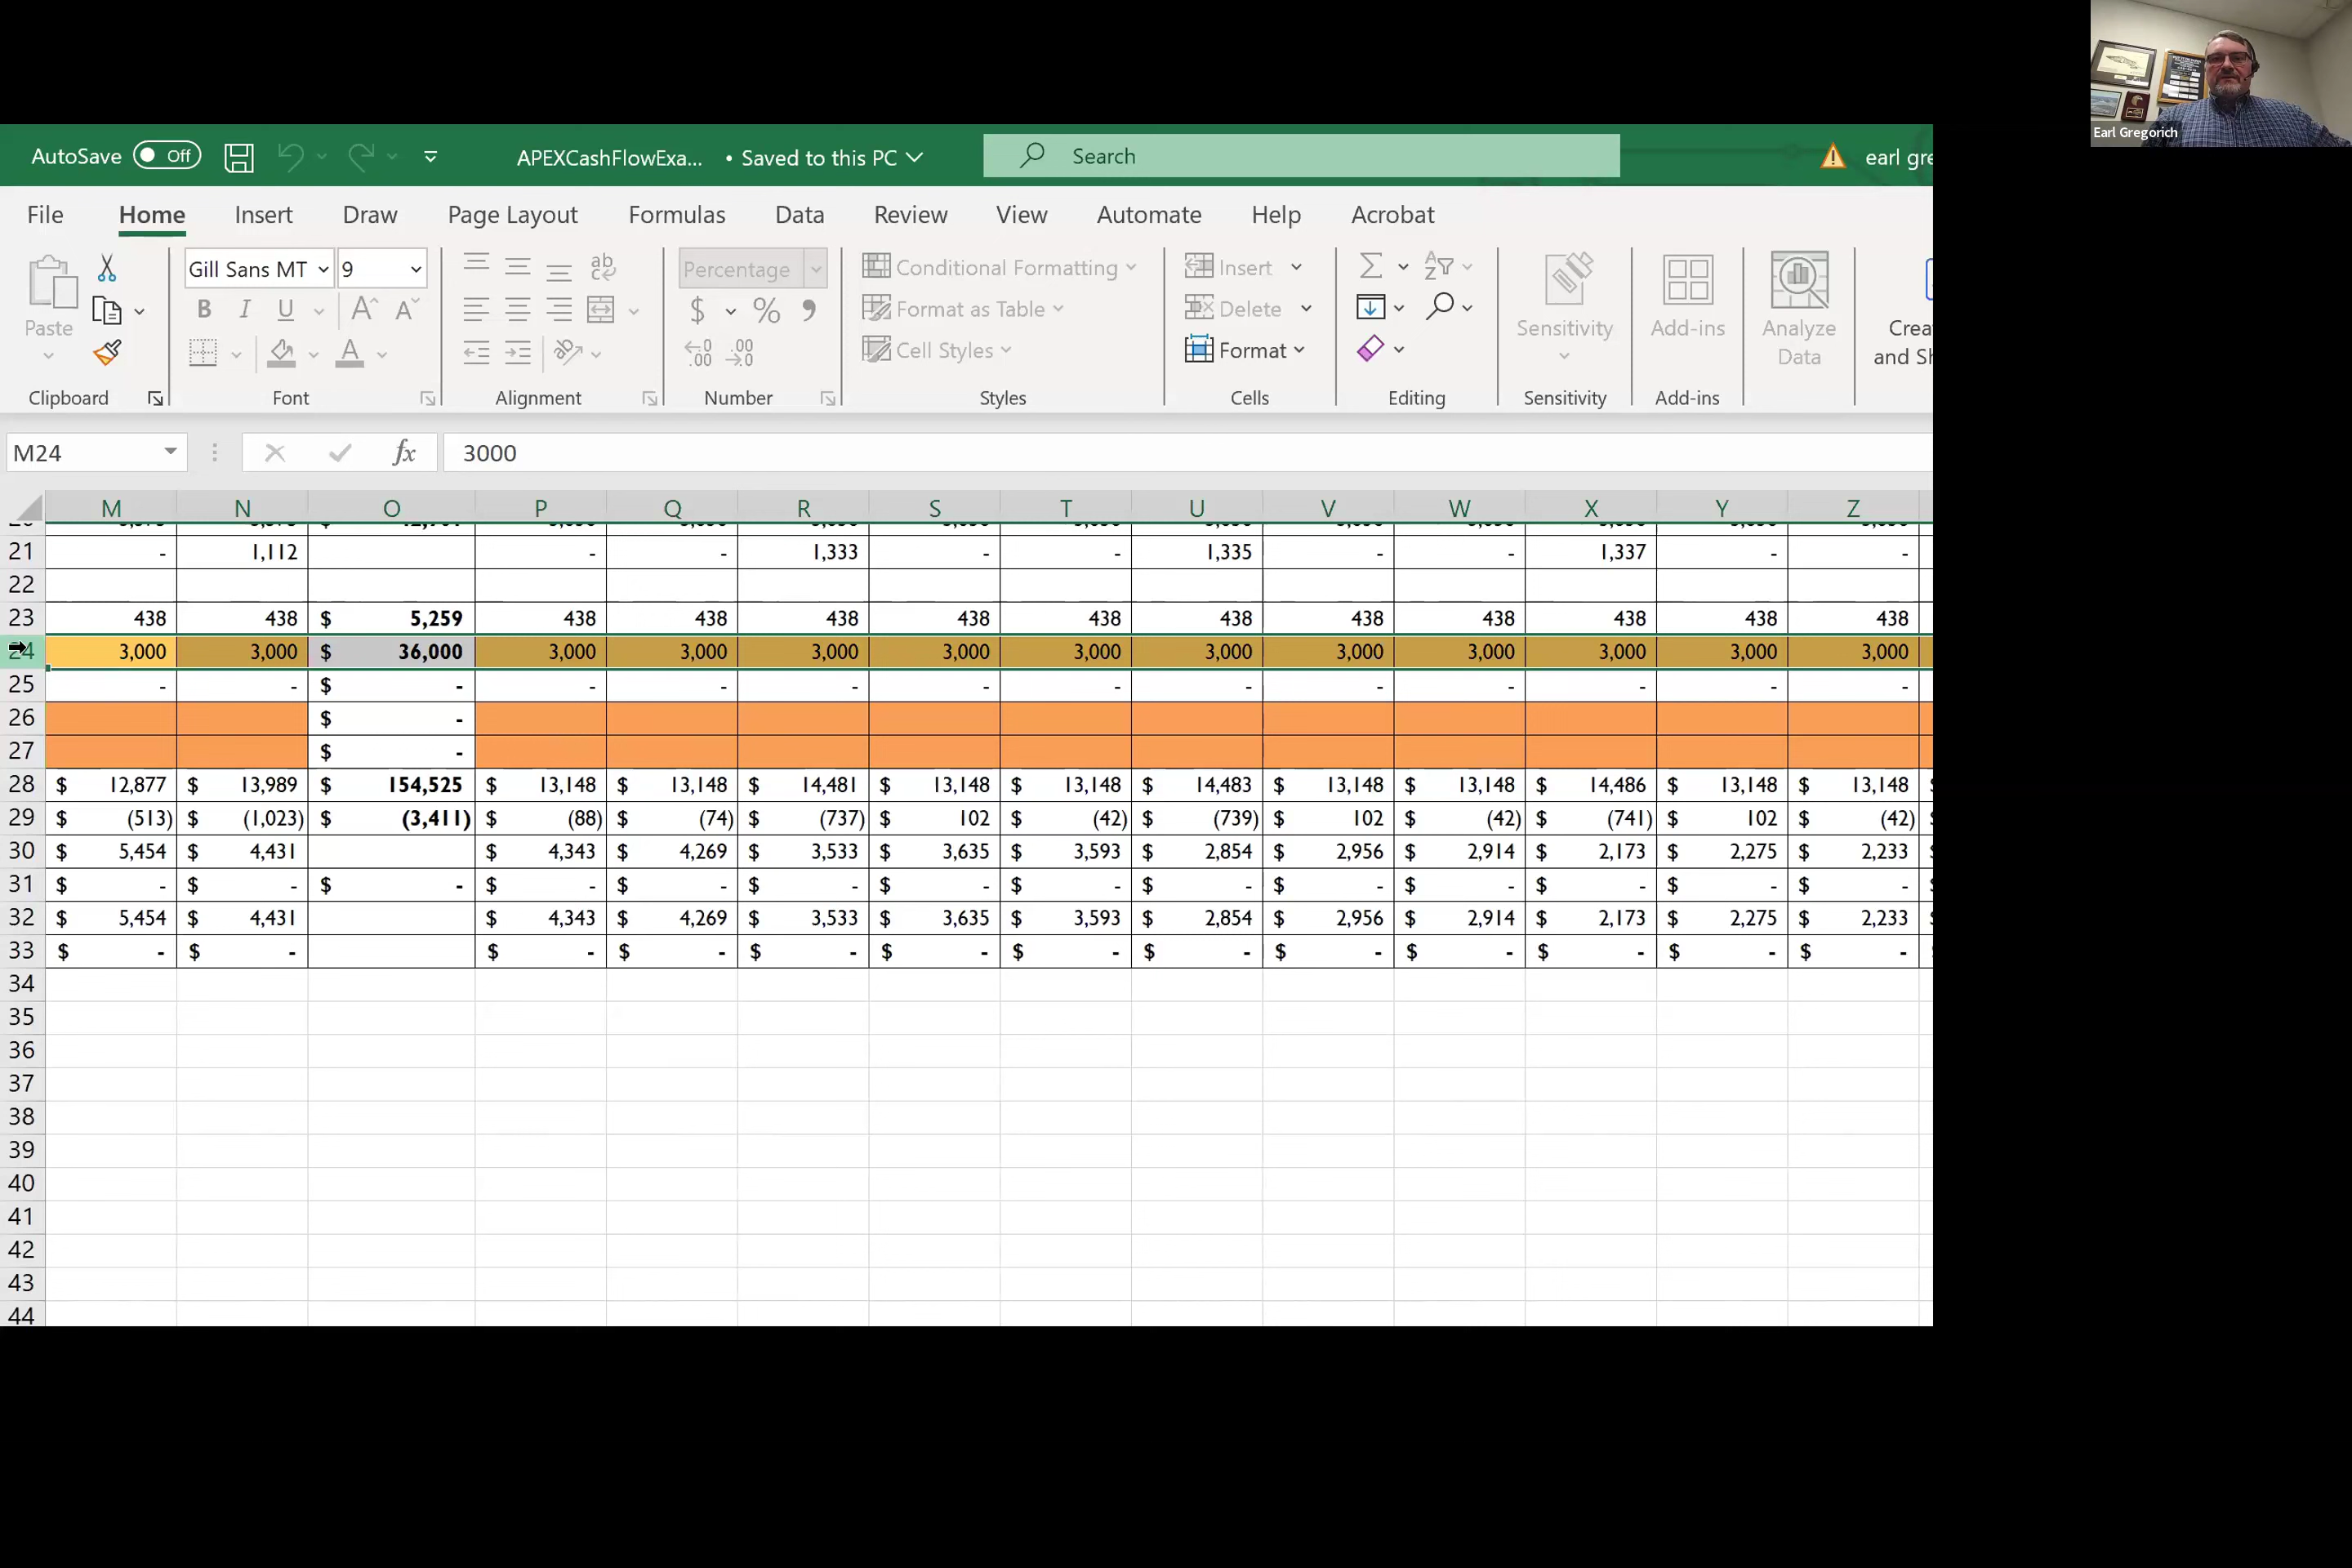 Earl Gregorich
AutoSave Off APEXCashFlowExa... • Saved to this PC Search earl gre
File Home Insert Draw Page Layout Formulas Data Review View Automate Help Acrobat
Paste Gill Sans MT 9 ab Percentage Conditional Formatting Insert Sensitivity Add-ins Analyze Data Crea and Sh
B I U A A $ % Format as Table Delete
A Cell Styles Format
Clipboard Font Alignment Number Styles Cells Editing Sensitivity Add-ins
M24 fx 3000
M N O P Q R S T U V W X Y Z
21 - 1,112 - - 1,333 - - 1,335 - - 1,337 - -
22
23 438 438 $ 5,259 438 438 438 438 438 438 438 438 438 438 438
24 3,000 3,000 $ 36,000 3,000 3,000 3,000 3,000 3,000 3,000 3,000 3,000 3,000 3,000 3,000
25 - - $ - - - - - - - - - - - -
26 $ -
27 $ -
28 $ 12,877 $ 13,989 $ 154,525 $ 13,148 $ 13,148 $ 14,481 $ 13,148 $ 13,148 $ 14,483 $ 13,148 $ 13,148 $ 14,486 $ 13,148 $ 13,148
29 $ (513) $ (1,023) $ (3,411) $ (88) $ (74) $ (737) $ 102 $ (42) $ (739) $ 102 $ (42) $ (741) $ 102 $ (42)
30 $ 5,454 $ 4,431 $ 4,343 $ 4,269 $ 3,533 $ 3,635 $ 3,593 $ 2,854 $ 2,956 $ 2,914 $ 2,173 $ 2,275 $ 2,233
31 $ - $ - $ - $ - $ - $ - $ - $ - $ - $ - $ - $ - $ - $ -
32 $ 5,454 $ 4,431 $ 4,343 $ 4,269 $ 3,533 $ 3,635 $ 3,593 $ 2,854 $ 2,956 $ 2,914 $ 2,173 $ 2,275 $ 2,233
33 $ - $ - $ - $ - $ - $ - $ - $ - $ - $ - $ - $ - $ -
34
35
36
37
38
39
40
41
42
43
44